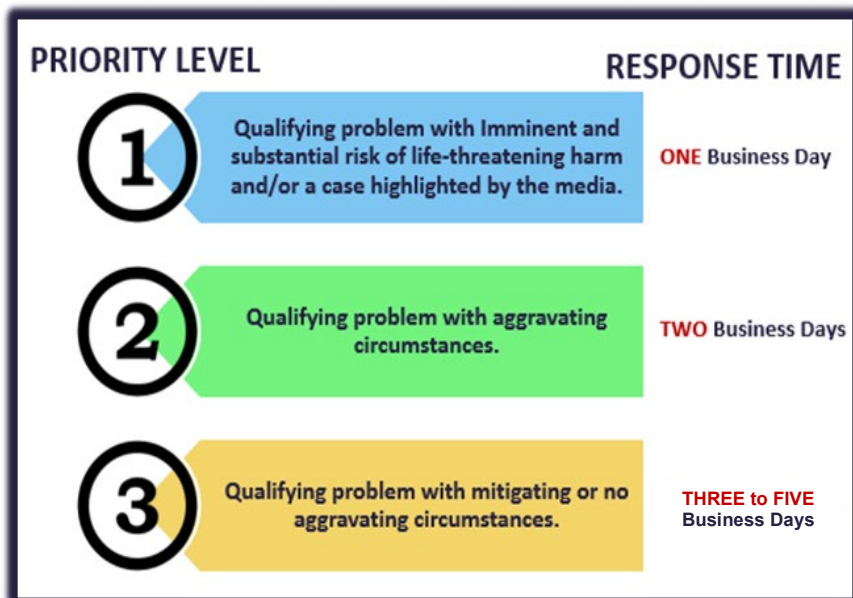 PRIORITY LEVEL
RESPONSE TIME
1
Qualifying problem with Imminent and
substantial risk of life-threatening harm
and/or a case highlighted by the media.
ONE Business Day
2
Qualifying problem with aggravating
circumstances.
TWO Business Days
3
Qualifying problem with mitigating or no
aggravating circumstances.
THREE to FIVE
Business Days